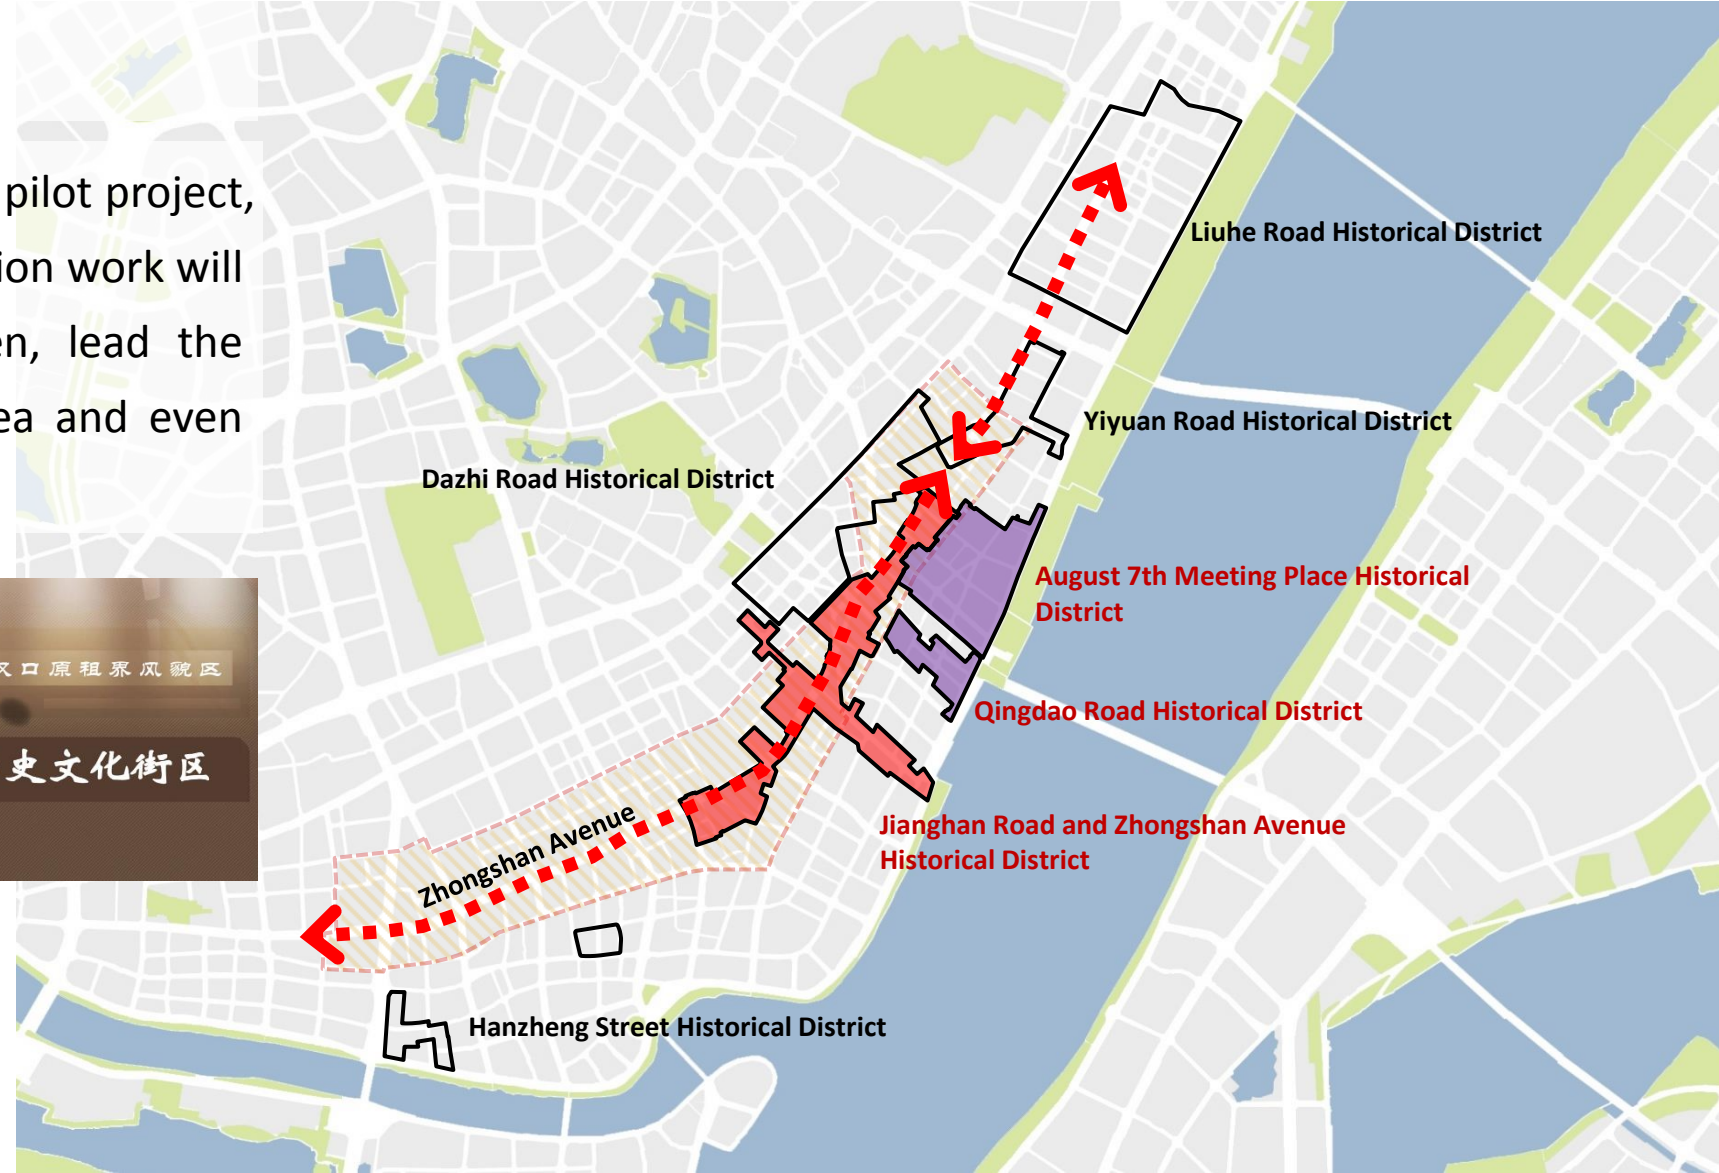 pilot project,
ion work will
en, lead the
ea and even
Liuhe Road Historical District
Yiyuan Road Historical District
Dazhi Road Historical District
August 7th Meeting Place Historical
District
汉口原租界风貌区
Qingdao Road Historical District
史文化街区
Zhongshan Avenue
Jianghan Road and Zhongshan Avenue
Historical District
Hanzheng Street Historical District